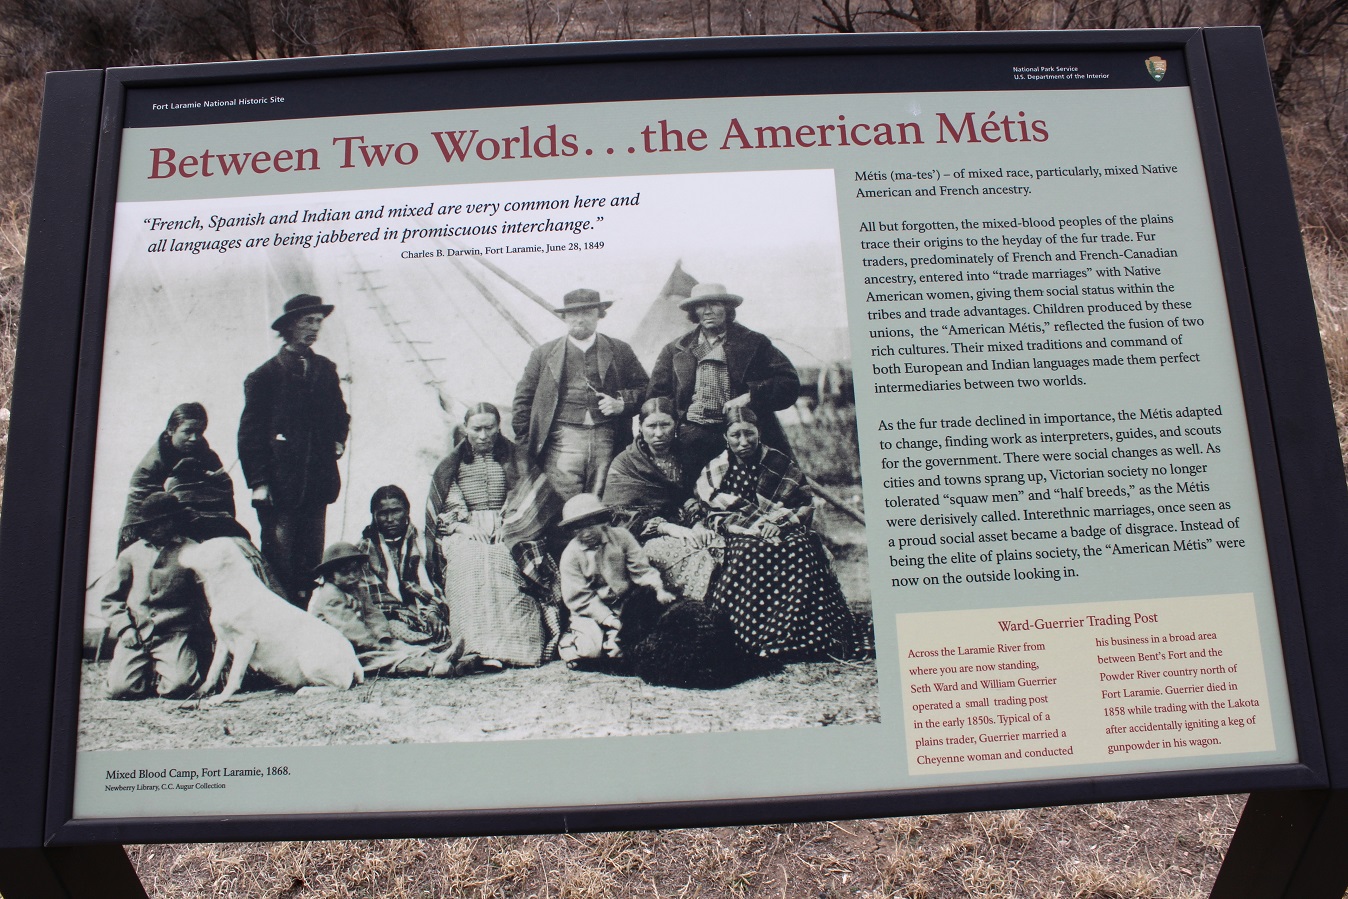 Fort Laramie National Historic Site
National Park Service
U.S. Department of the Interior
Between Two Worlds...the American Métis
“French, Spanish and Indian and mixed are very common here and
all languages are being jabbered in promiscuous interchange.”
Charles B. Darwin, Fort Laramie, June 28, 1849
Métis (ma-tes’) – of mixed race, particularly, mixed Native
American and French ancestry.
All but forgotten, the mixed-blood peoples of the plains
trace their origins to the heyday of the fur trade. Fur
traders, predominately of French and French-Canadian
ancestry, entered into “trade marriages” with Native
American women, giving them social status within the
tribes and trade advantages. Children produced by these
unions, the “American Métis,” reflected the fusion of two
rich cultures. Their mixed traditions and command of
both European and Indian languages made them perfect
intermediaries between two worlds.
As the fur trade declined in importance, the Métis adapted
to change, finding work as interpreters, guides, and scouts
for the government. There were social changes as well. As
cities and towns sprang up, Victorian society no longer
tolerated “squaw men” and “half breeds,” as the Métis
were derisively called. Interethnic marriages, once seen as
a proud social asset became a badge of disgrace. Instead of
being the elite of plains society, the “American Métis” were
now on the outside looking in.
Ward-Guerrier Trading Post
Across the Laramie River from
where you are now standing,
Seth Ward and William Guerrier
operated a small trading post
in the early 1850s. Typical of a
plains trader, Guerrier married a
Cheyenne woman and conducted
his business in a broad area
between Bent’s Fort and the
Powder River country north of
Fort Laramie. Guerrier died in
1858 while trading with the Lakota
after accidentally igniting a keg of
gunpowder in his wagon.
Mixed Blood Camp, Fort Laramie, 1868.
Newberry Library, C.C. Augur Collection